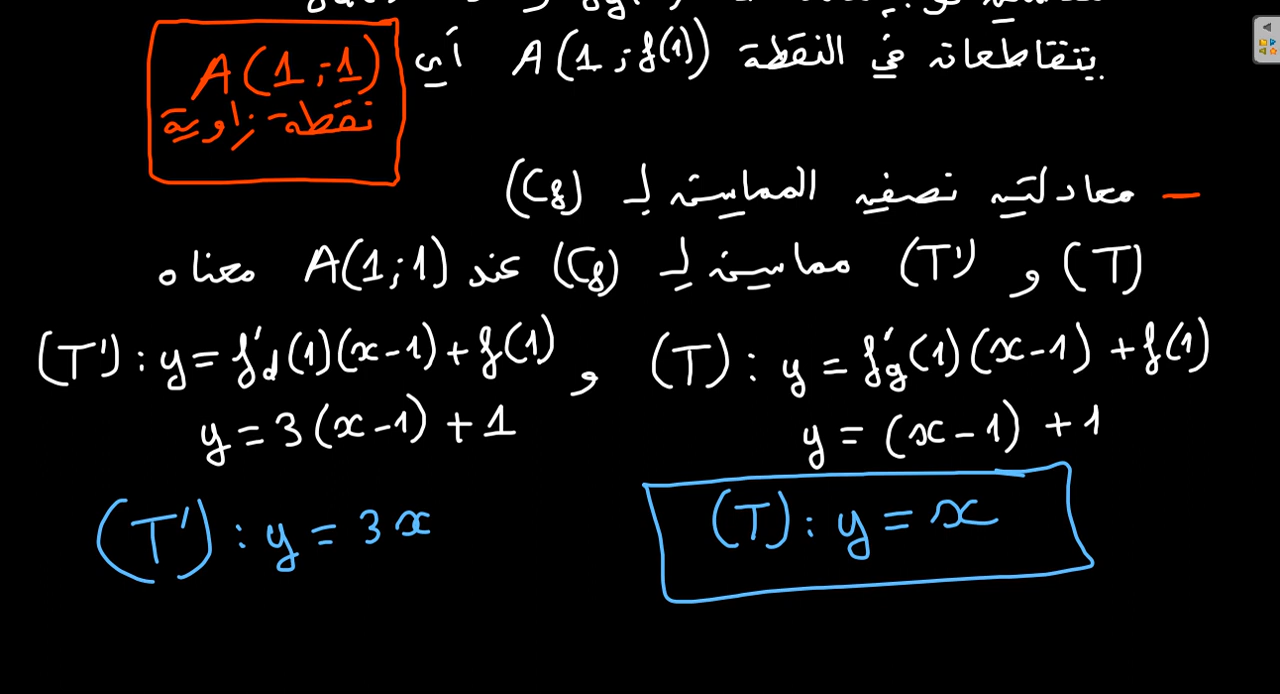 يتقاطعان في النقطة A(1 ; f(1)) أي A(1 ; 1)
نقطة زاوية
— معادلتي نصفي المماسين لـ (Cf)
(T) و (T') مماسين لـ (Cf) عند A(1 ; 1) معناه
(T) : y = f'g(1)(x-1) + f(1) و (T') : y = f'd(1)(x-1) + f(1)
y = (x-1) + 1
y = 3(x-1) + 1
(T) : y = x
(T') : y = 3x